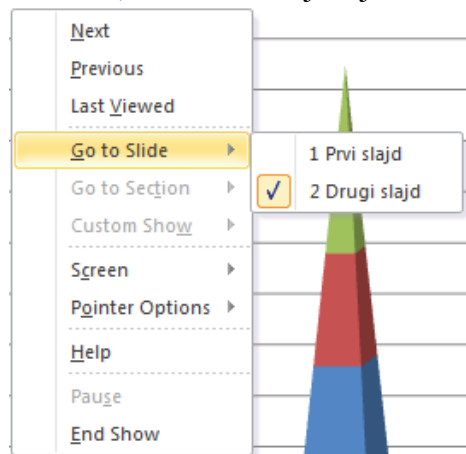 Next
Previous
Last Viewed
Go to Slide
1 Prvi slajd
2 Drugi slajd
Go to Section
Custom Show
Screen
Pointer Options
Help
Pause
End Show